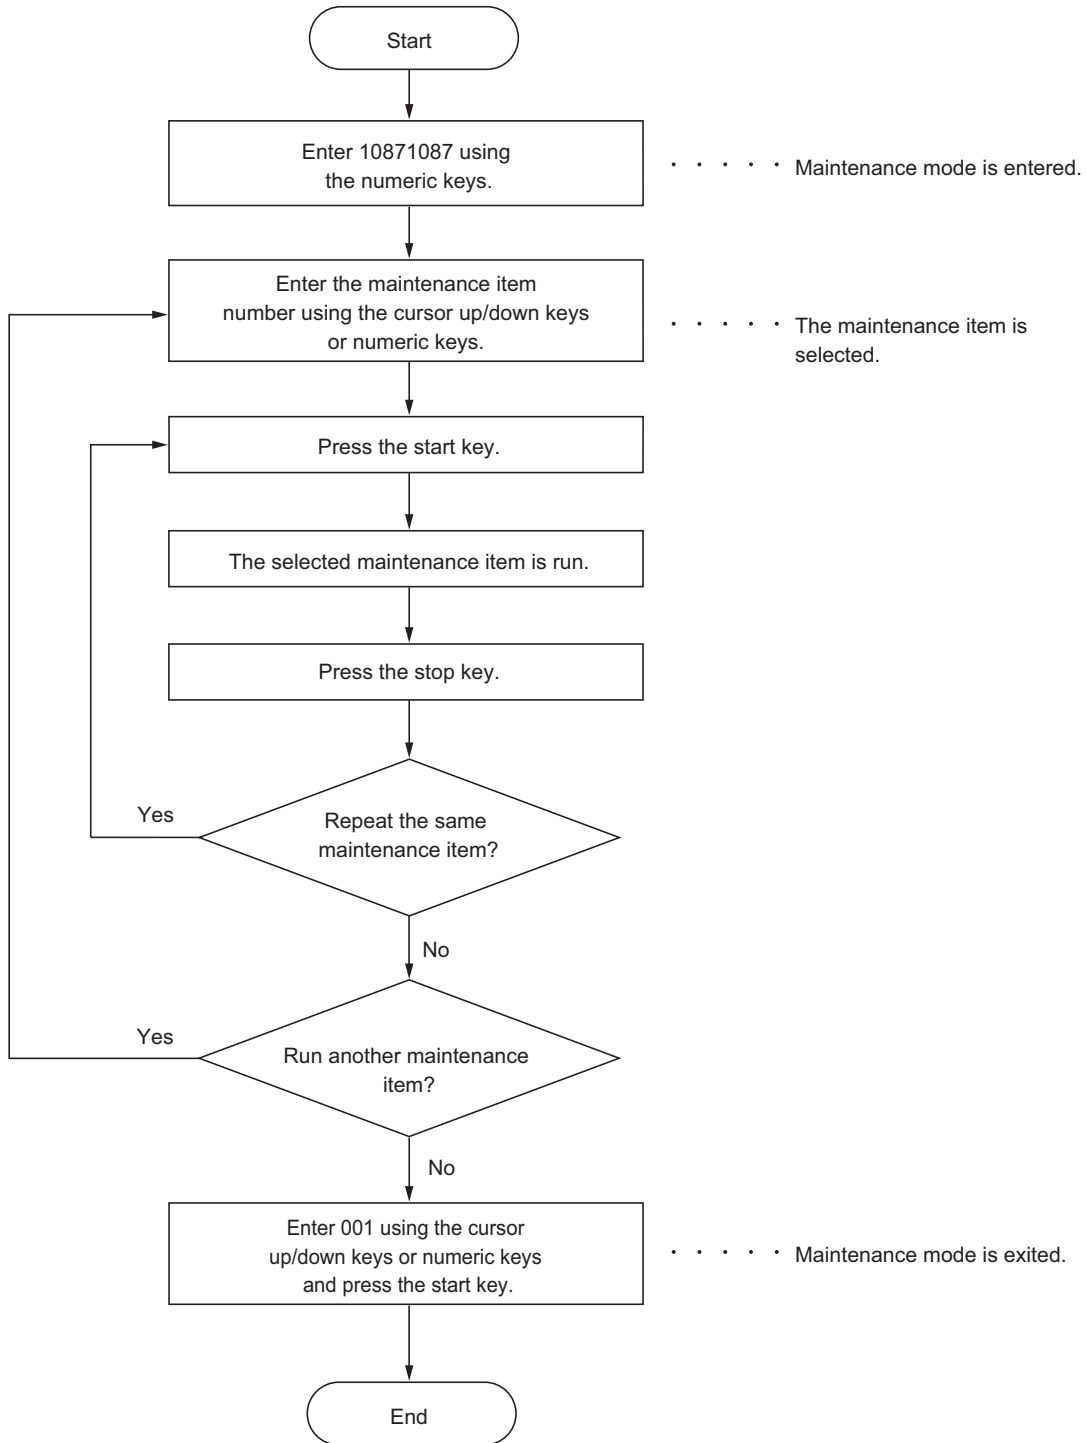 Start
Enter 10871087 using
the numeric keys.
· · · · · Maintenance mode is entered.
Enter the maintenance item
number using the cursor up/down keys
or numeric keys.
· · · · · The maintenance item is
selected.
Press the start key.
The selected maintenance item is run.
Press the stop key.
Yes
Repeat the same
maintenance item?
No
Yes
Run another maintenance
item?
No
Enter 001 using the cursor
up/down keys or numeric keys
and press the start key.
· · · · · Maintenance mode is exited.
End